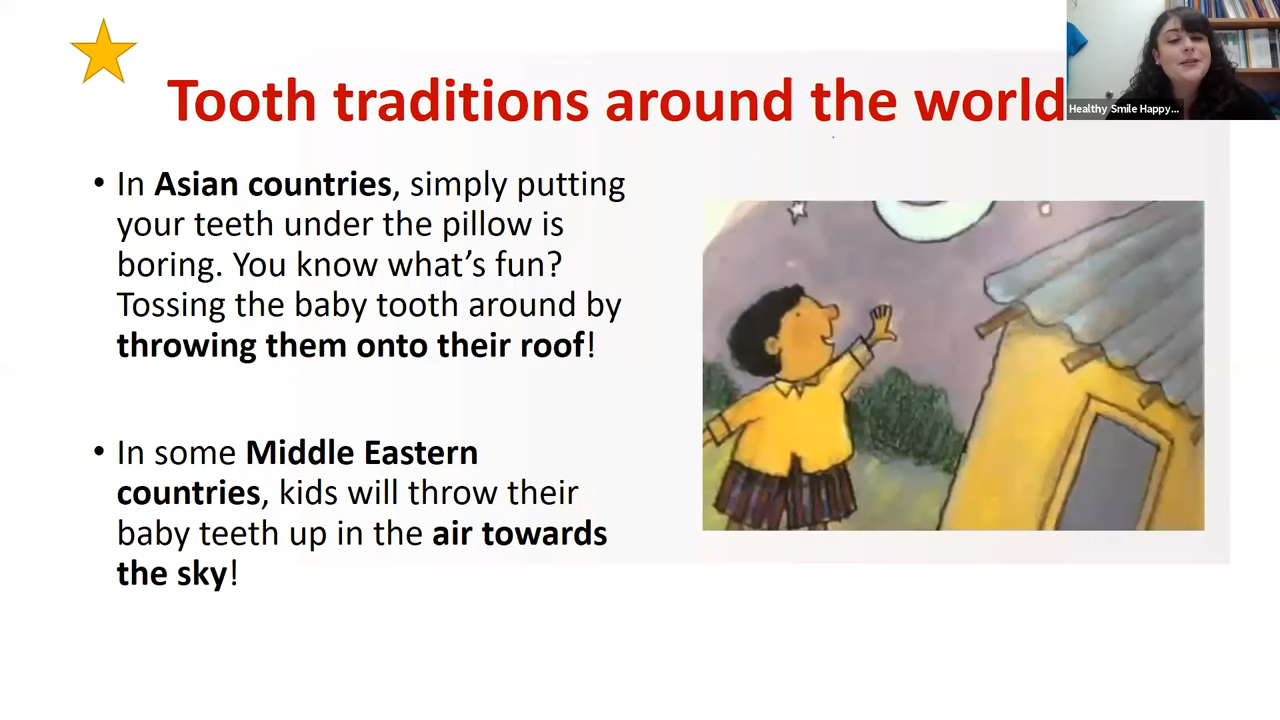 Tooth traditions around the world
Healthy Smile Happy...
• In Asian countries, simply putting
your teeth under the pillow is
boring. You know what’s fun?
Tossing the baby tooth around by
throwing them onto their roof!
• In some Middle Eastern
countries, kids will throw their
baby teeth up in the air towards
the sky!